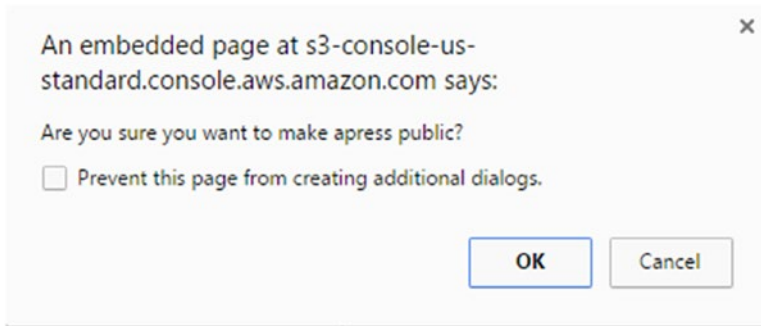 An embedded page at s3-console-us-
standard.console.aws.amazon.com says:
Are you sure you want to make apress public?
Prevent this page from creating additional dialogs.
OK Cancel